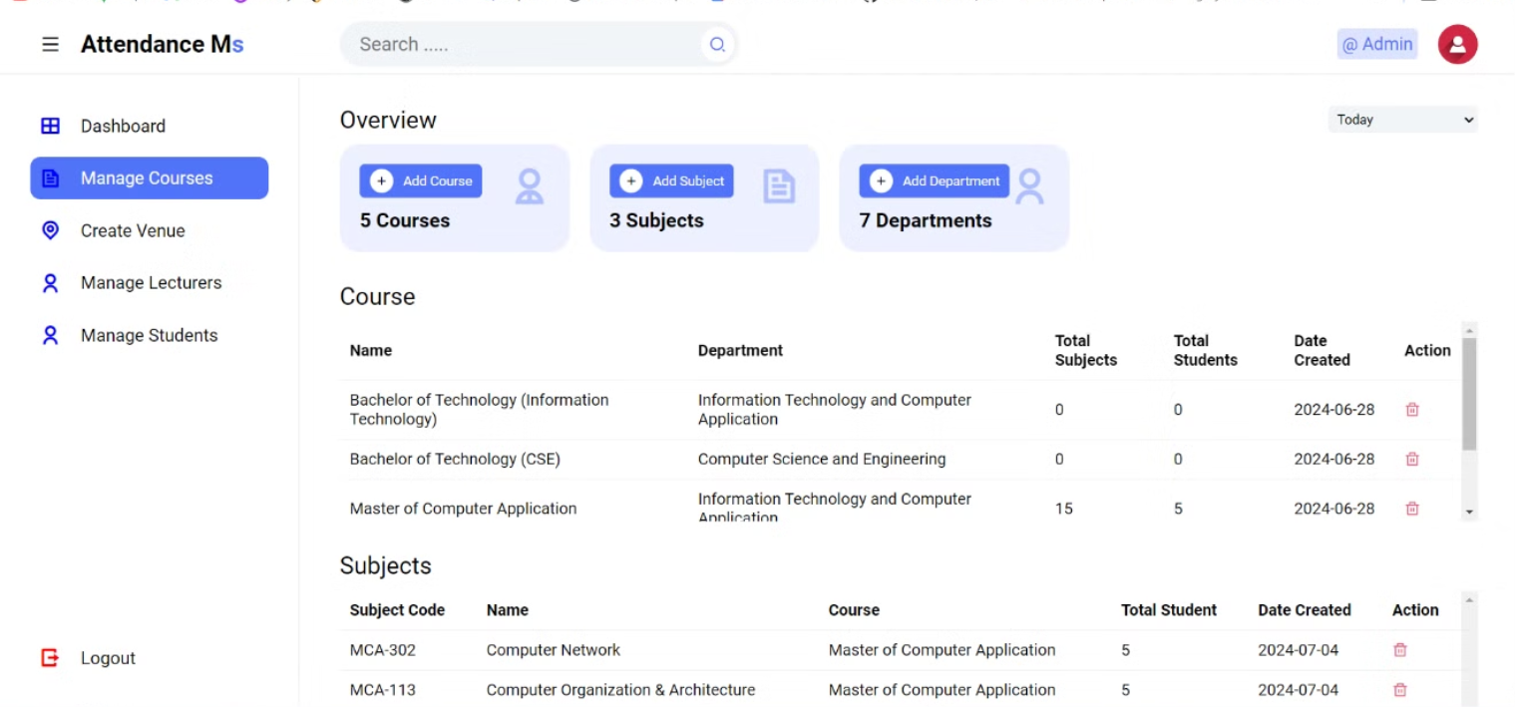 Attendance Ms
Search .....
@ Admin
Dashboard
Manage Courses
Create Venue
Manage Lecturers
Manage Students
Logout
Overview
Today
Add Course
5 Courses
Add Subject
3 Subjects
Add Department
7 Departments
Course
Name Department Total Subjects Total Students Date Created Action
Bachelor of Technology (Information Technology) Information Technology and Computer Application 0 0 2024-06-28
Bachelor of Technology (CSE) Computer Science and Engineering 0 0 2024-06-28
Master of Computer Application Information Technology and Computer Application 15 5 2024-06-28
Subjects
Subject Code Name Course Total Student Date Created Action
MCA-302 Computer Network Master of Computer Application 5 2024-07-04
MCA-113 Computer Organization & Architecture Master of Computer Application 5 2024-07-04